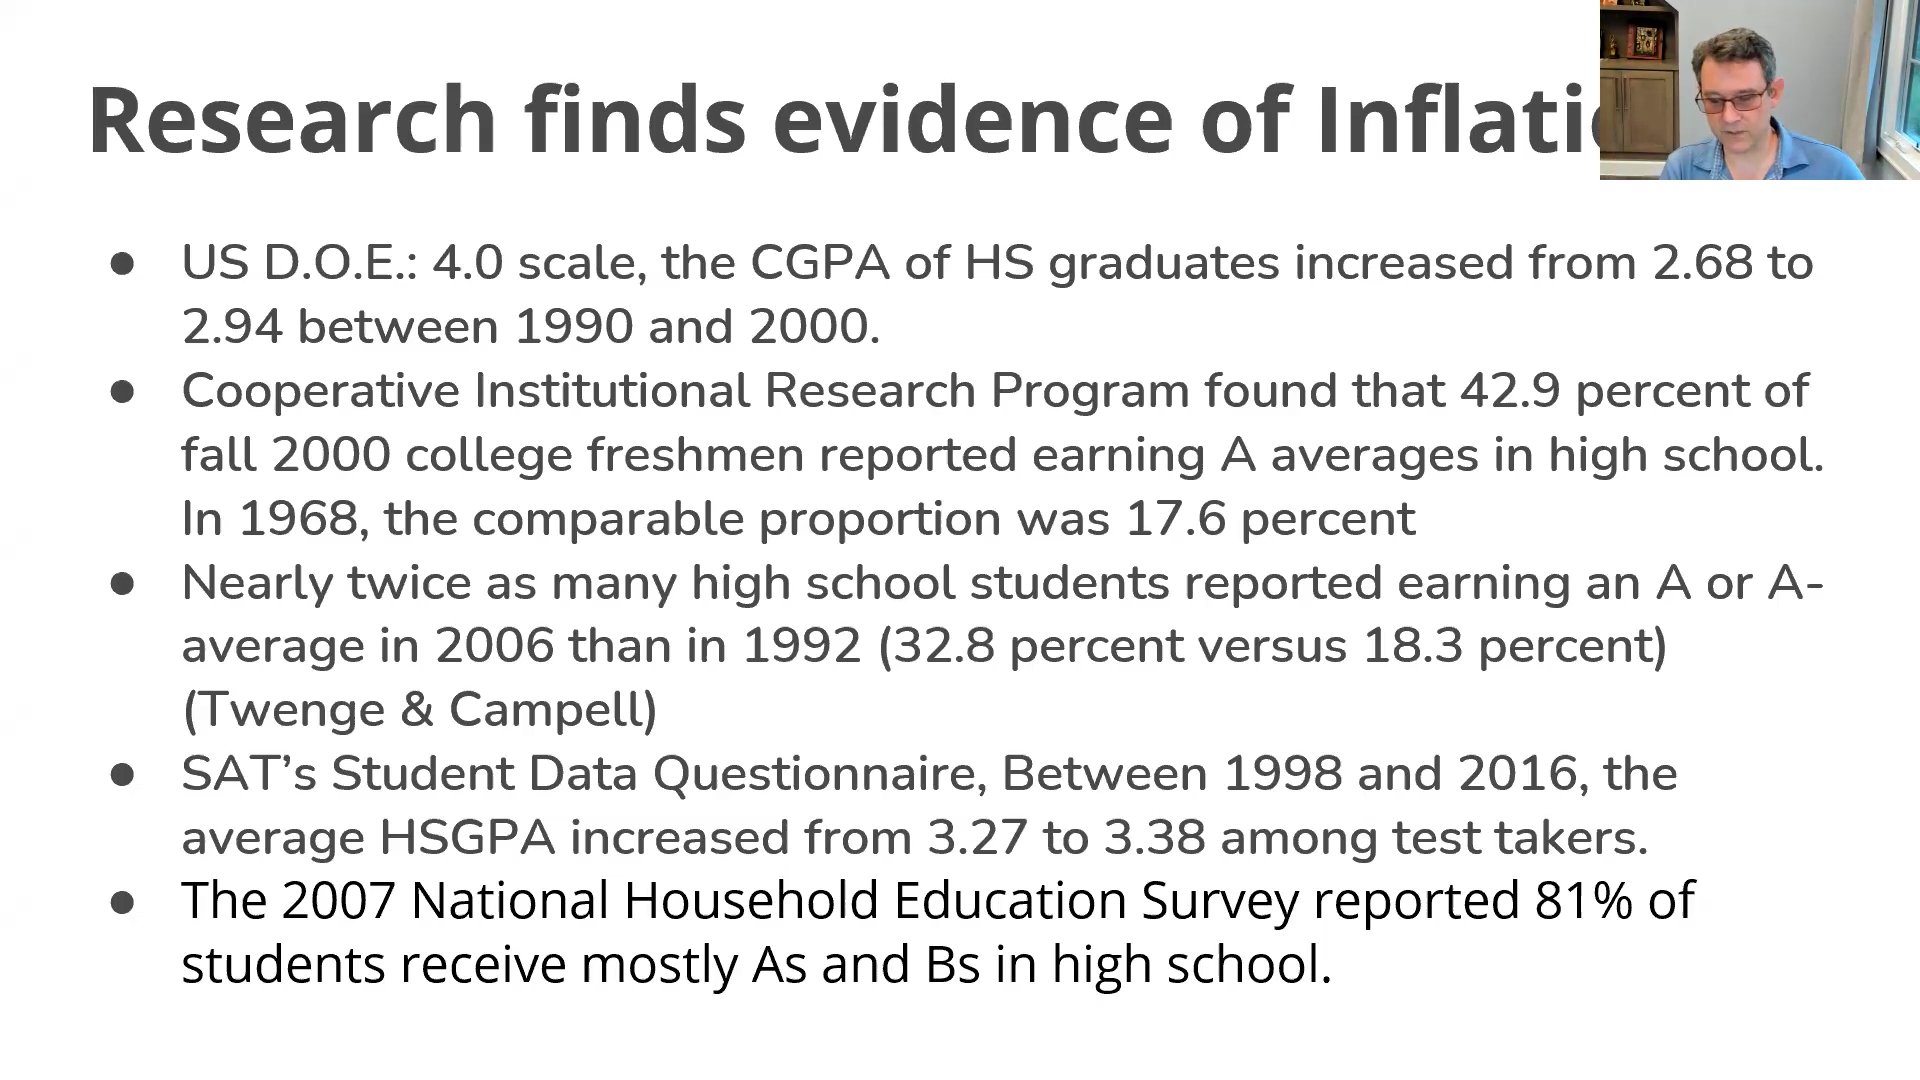 Research finds evidence of Inflatio
US D.O.E.: 4.0 scale, the CGPA of HS graduates increased from 2.68 to
2.94 between 1990 and 2000.
Cooperative Institutional Research Program found that 42.9 percent of
fall 2000 college freshmen reported earning A averages in high school.
In 1968, the comparable proportion was 17.6 percent
Nearly twice as many high school students reported earning an A or A-
average in 2006 than in 1992 (32.8 percent versus 18.3 percent)
(Twenge & Campell)
SAT’s Student Data Questionnaire, Between 1998 and 2016, the
average HSGPA increased from 3.27 to 3.38 among test takers.
The 2007 National Household Education Survey reported 81% of
students receive mostly As and Bs in high school.